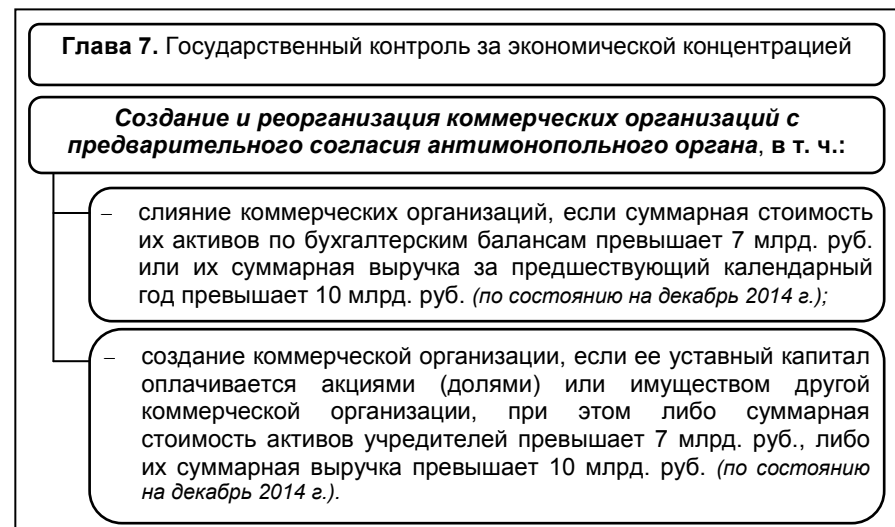 Глава 7. Государственный контроль за экономической концентрацией
Создание и реорганизация коммерческих организаций с
предварительного согласия антимонопольного органа, в т. ч.:
– слияние коммерческих организаций, если суммарная стоимость
их активов по бухгалтерским балансам превышает 7 млрд. руб.
или их суммарная выручка за предшествующий календарный
год превышает 10 млрд. руб. (по состоянию на декабрь 2014 г.);
– создание коммерческой организации, если ее уставный капитал
оплачивается акциями (долями) или имуществом другой
коммерческой организации, при этом либо суммарная
стоимость активов учредителей превышает 7 млрд. руб., либо
их суммарная выручка превышает 10 млрд. руб. (по состоянию
на декабрь 2014 г.).